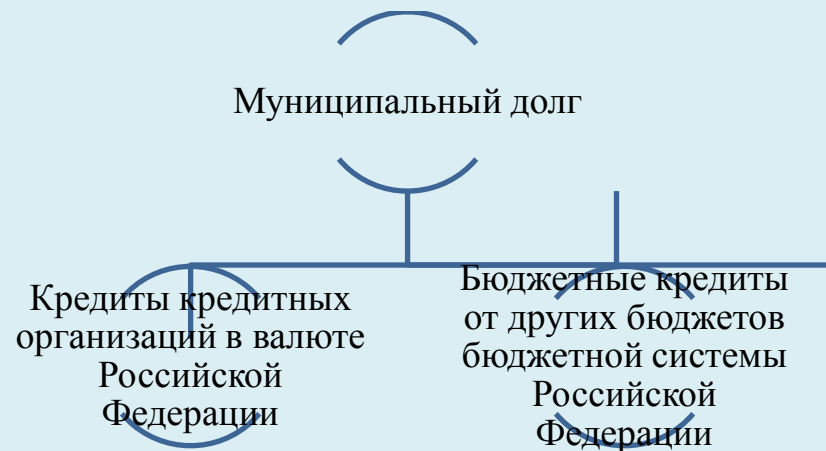 Муниципальный долг
Кредиты кредитных
организаций в валюте
Российской
Федерации
Бюджетные кредиты
от других бюджетов
бюджетной системы
Российской
Федерации